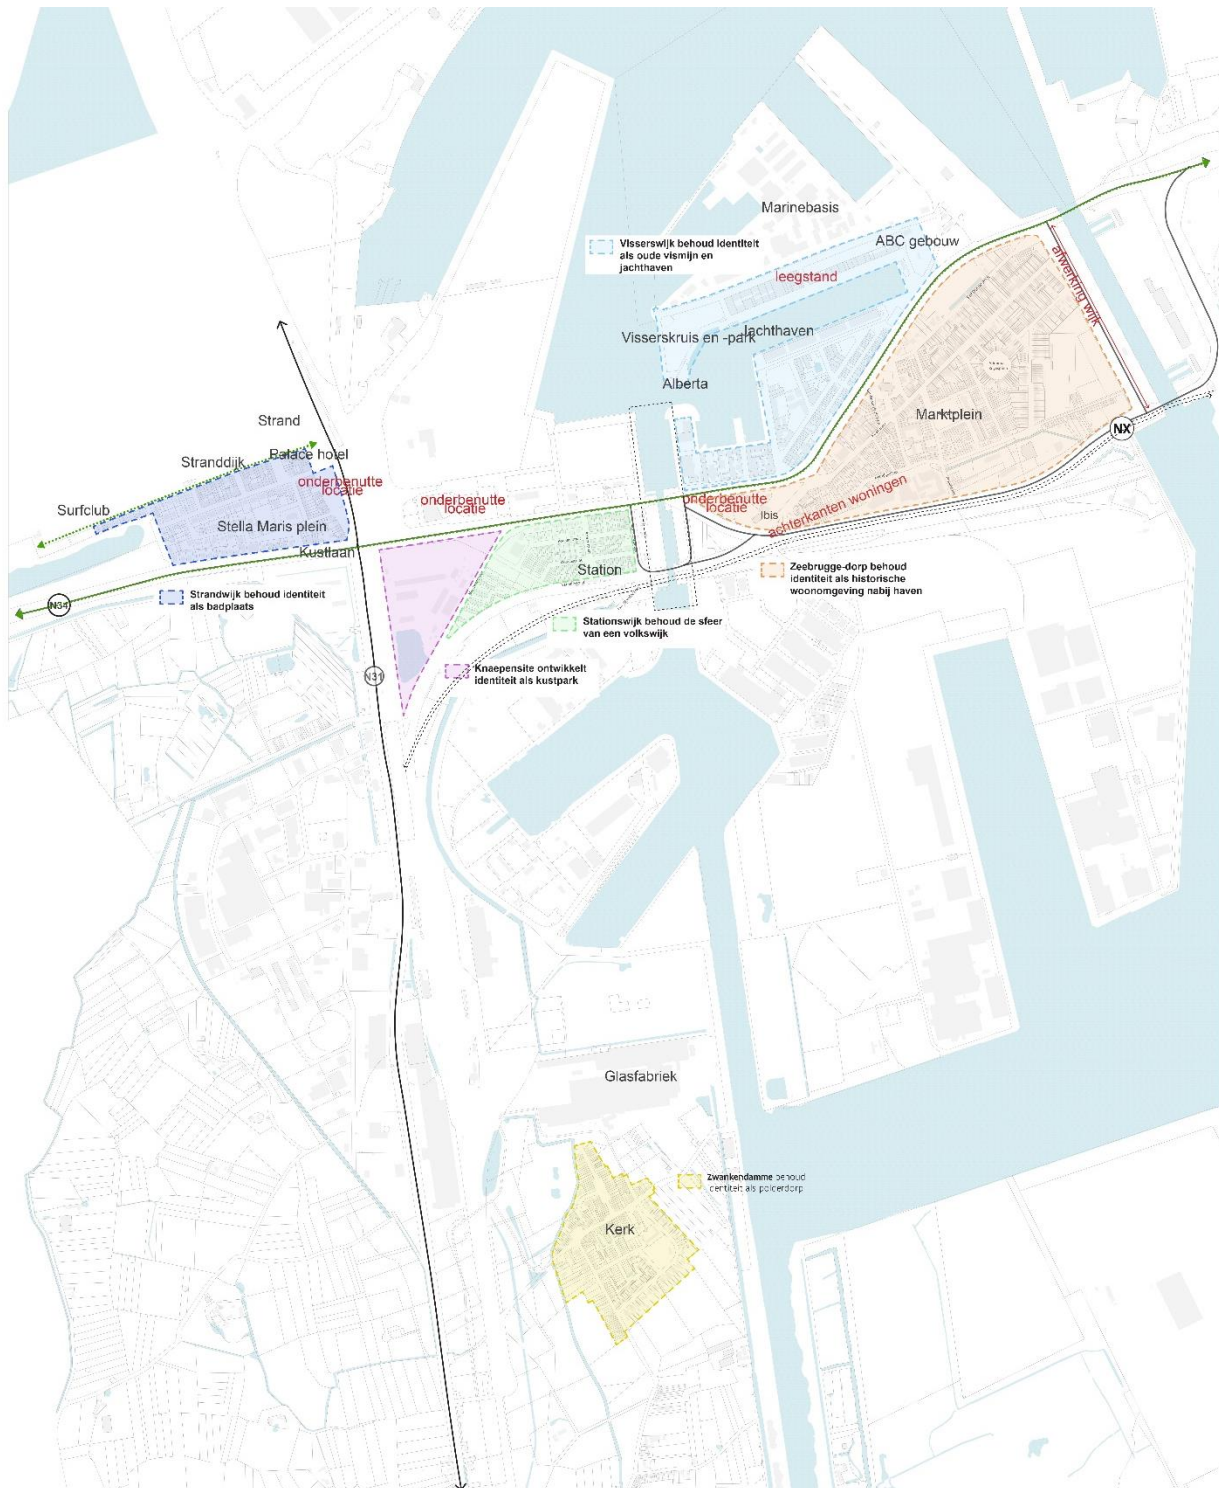 Marinebasis
ABC gebouw
Visserswijk behoud identiteit
als oude vismijn en
jachthaven
leegstand
afwerking wijk
Visserskruis en -park
Jachthaven
Alberta
Marktplein
NX
Strand
Palace hotel
Stranddijk
onderbenutte
locatie
onderbenutte
locatie
onderbenutte
locatie
Surfclub
Stella Maris plein
Kustlaan
Ibis
achterkanten woningen
Station
Zeebrugge-dorp behoud
identiteit als historische
woonomgeving nabij haven
N34
Strandwijk behoud identiteit
als badplaats
Stationswijk behoud de sfeer
van een volkswijk
Knaepensite ontwikkelt
identiteit als kustpark
N31
Glasfabriek
Zwankendamme behoud
identiteit als polderdorp
Kerk